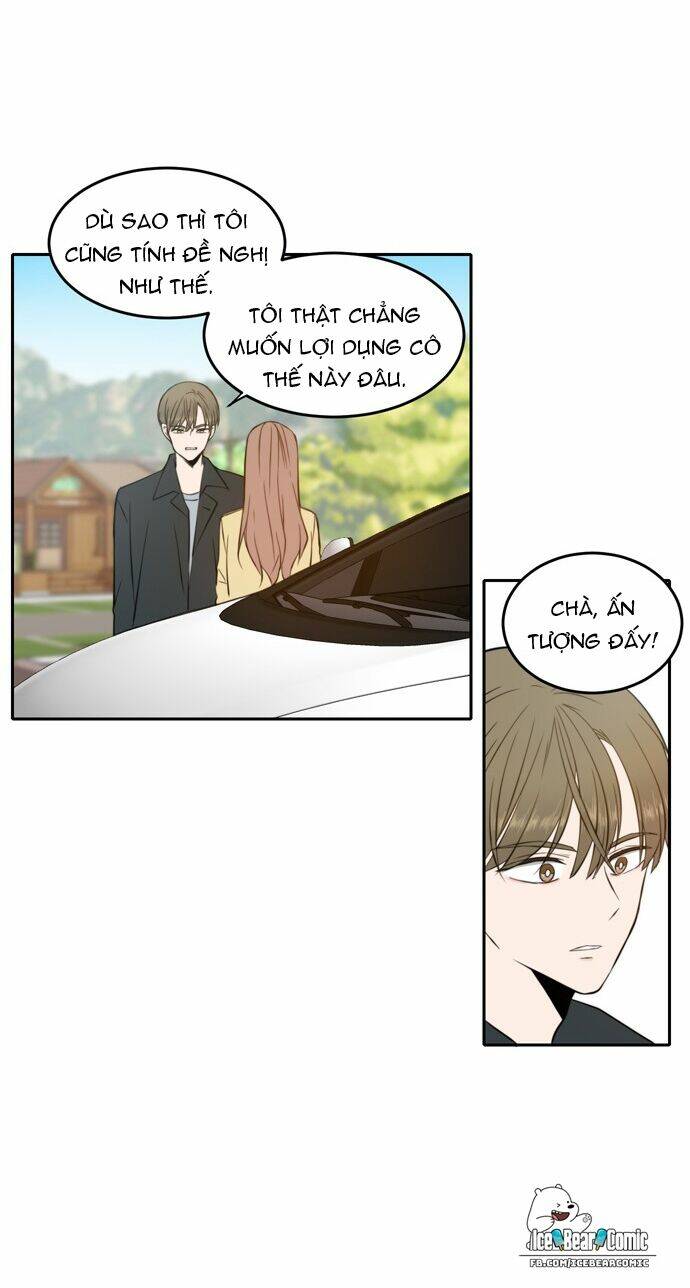 DÙ SAO THÌ TÔI
CŨNG TÍNH ĐỀ NGHỊ
NHƯ THẾ.
TÔI THẬT CHẲNG
MUỐN LỢI DỤNG CÔ
THẾ NÀY ĐÂU.
CHÀ, ẤN
TƯỢNG ĐẤY!
Ice Bear Comic
FB.COM/ICEBEARCOMIC